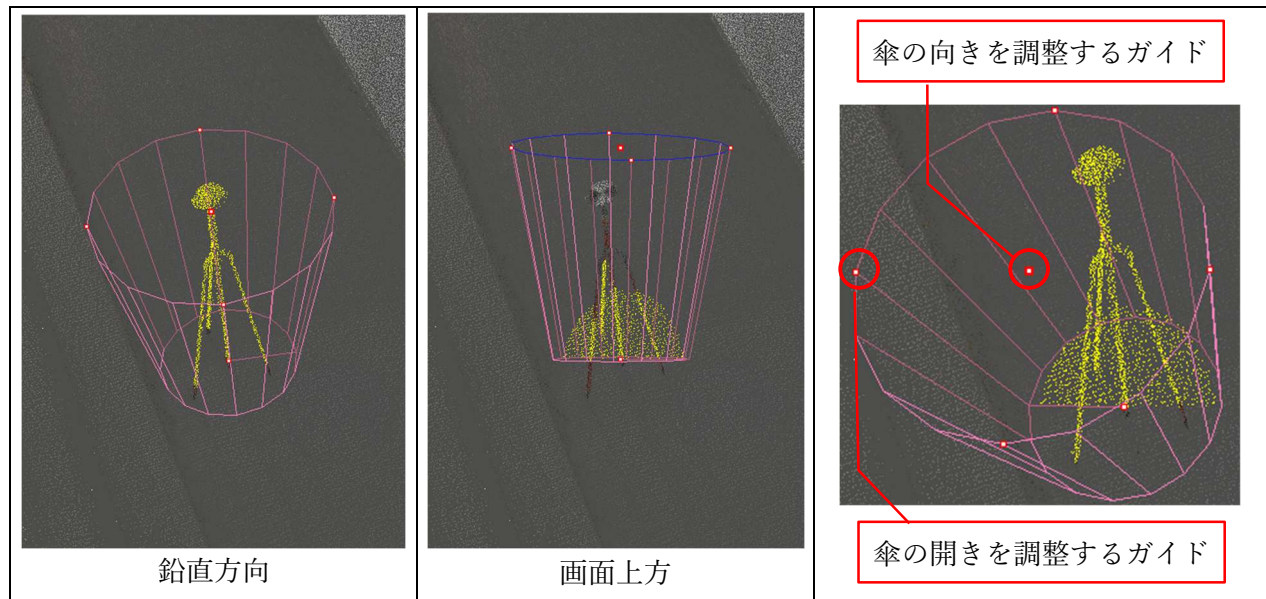 傘の向きを調整するガイド
傘の開きを調整するガイド
鉛直方向
画面上方